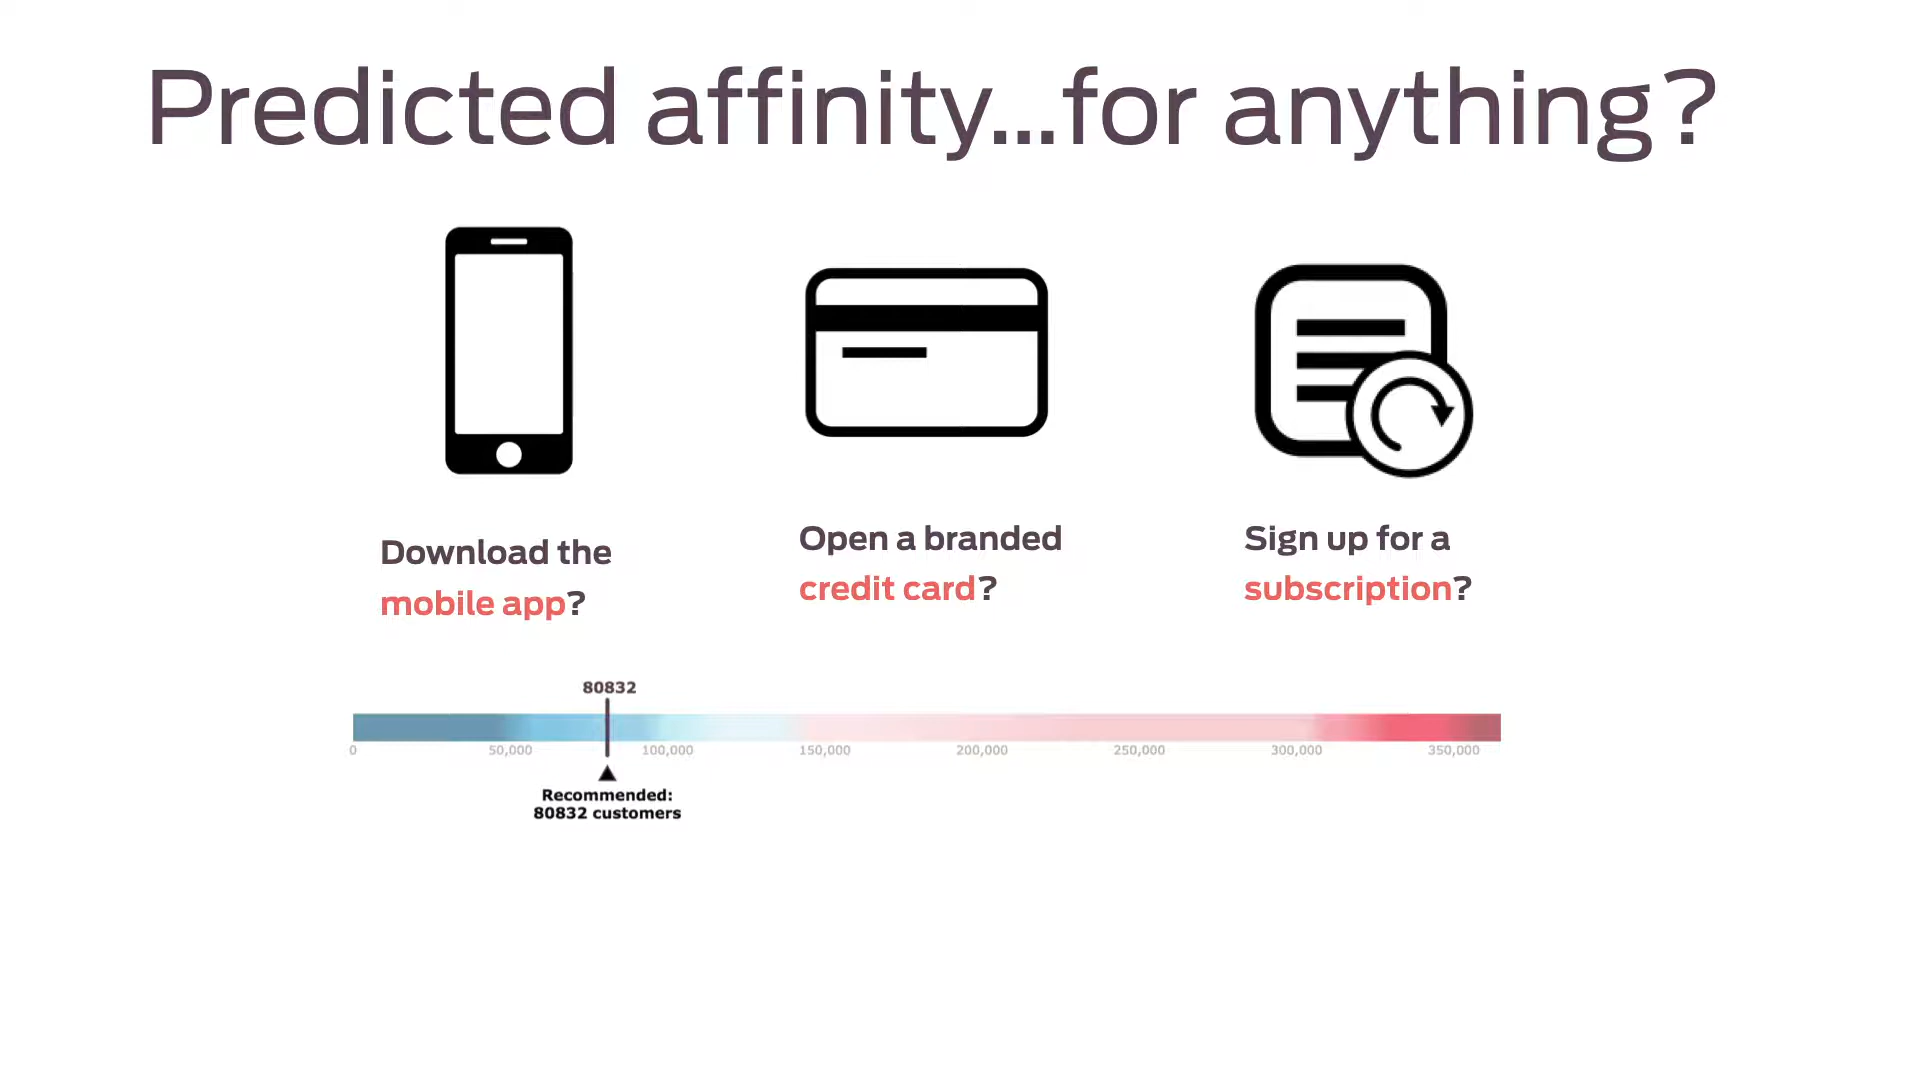 Predicted affinity...for anything?
Download the
mobile app?
Open a branded
credit card?
Sign up for a
subscription?
80832
0
50,000
100,000
150,000
200,000
250,000
300,000
350,000
Recommended:
80832 customers